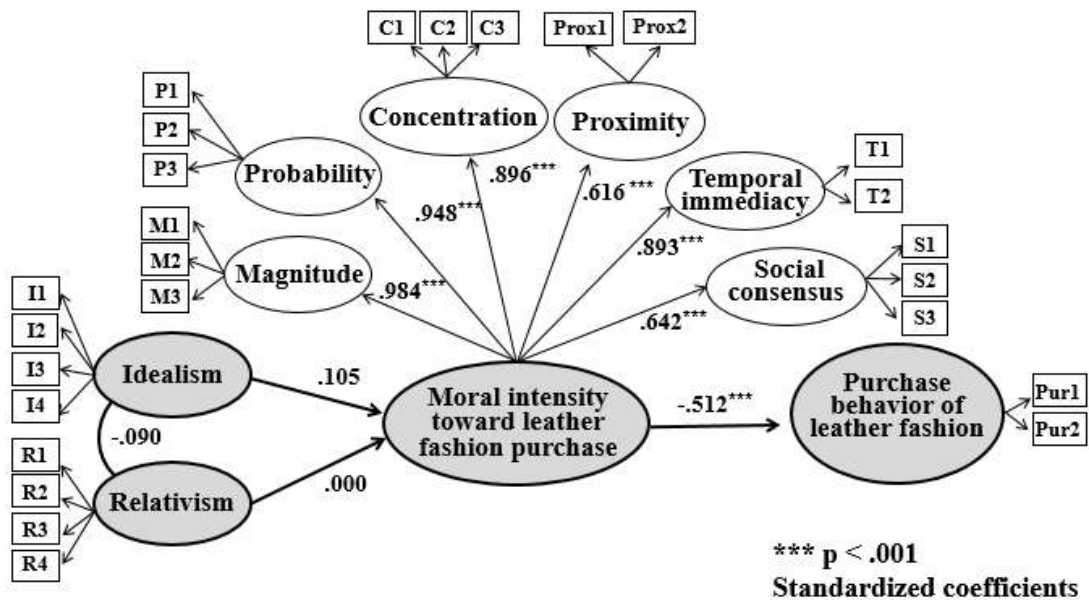 C1
C2
C3
Prox1
Prox2
P1
P2
P3
Concentration
Proximity
Probability
.896***
.616 ***
Temporal
immediacy
T1
T2
.948***
M1
M2
M3
Magnitude
.984***
.893***
Social
consensus
S1
S2
S3
.642***
I1
I2
I3
I4
Idealism
.105
Moral intensity
toward leather
fashion purchase
-.512***
Purchase
behavior of
leather fashion
Pur1
Pur2
-.090
R1
R2
R3
R4
Relativism
.000
*** p < .001
Standardized coefficients